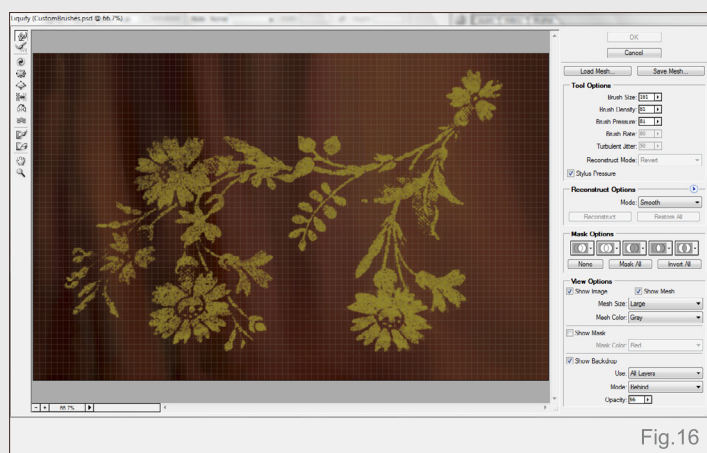 Liquify (CustomBrushes.psd @ 66.7%)
OK
Cancel
Load Mesh... Save Mesh...
Tool Options
Brush Size:
Brush Density:
Brush Pressure:
Brush Rate:
Turbulent Jitter:
Reconstruct Mode: Revert
Stylus Pressure
Reconstruct Options
Mode: Smooth
Reconstruct Restore All
Mask Options
None Mask All Invert All
View Options
Show Image Show Mesh
Mesh Size: Large
Mesh Color: Gray
Show Mask
Mask Color: Red
Show Backdrop
Use: All Layers
Mode: Behind
Opacity: 66
66.7%
Fig.16